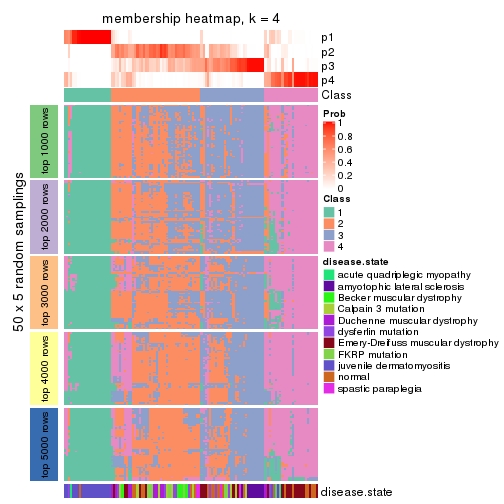 membership heatmap, k = 4
p1
p2
p3
p4
Class
50 x 5 random samplings
top 1000 rows
top 2000 rows
top 3000 rows
top 4000 rows
top 5000 rows
disease.state
Prob
1
0.8
0.6
0.4
0.2
0
Class
1
2
3
4
disease.state
acute quadriplegic myopathy
amyotophic lateral sclerosis
Becker muscular dystrophy
Calpain 3 mutation
Duchenne muscular dystrophy
dysferlin mutation
Emery-Dreifuss muscular dystrophy
FKRP mutation
juvenile dermatomyositis
normal
spastic paraplegia